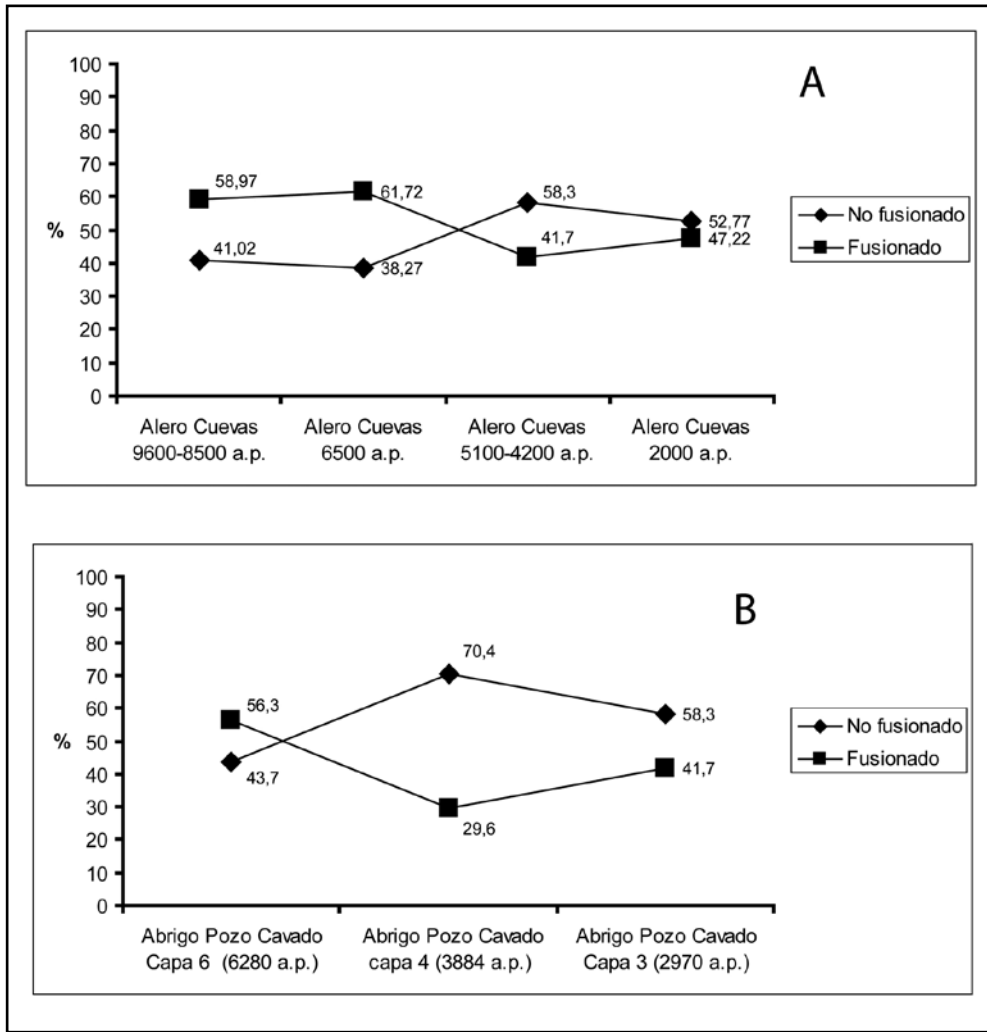 A
100
90
80
70
60
50
40
30
20
10
0
%
58,97
61,72
58,3
52,77
41,02
38,27
41,7
47,22
No fusionado
Fusionado
Alero Cuevas
9600-8500 a.p.
Alero Cuevas
6500 a.p.
Alero Cuevas
5100-4200 a.p.
Alero Cuevas
2000 a.p.
B
100
90
80
70
60
50
40
30
20
10
0
%
56,3
70,4
58,3
43,7
29,6
41,7
No fusionado
Fusionado
Abrigo Pozo Cavado
Capa 6 (6280 a.p.)
Abrigo Pozo Cavado
capa 4 (3884 a.p.)
Abrigo Pozo Cavado
Capa 3 (2970 a.p.)